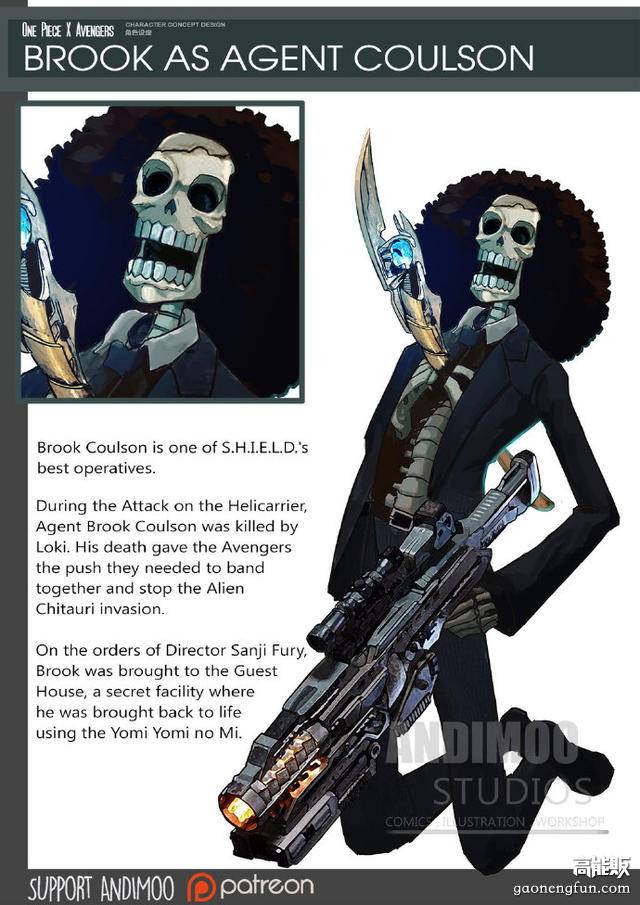 ONE PIECE X AVENGERS
CHARACTER CONCEPT DESIGN
角色设定
BROOK AS AGENT COULSON
Brook Coulson is one of S.H.I.E.L.D.'s
best operatives.
During the Attack on the Helicarrier,
Agent Brook Coulson was killed by
Loki. His death gave the Avengers
the push they needed to band
together and stop the Alien
Chitauri invasion.
On the orders of Director Sanji Fury,
Brook was brought to the Guest
House, a secret facility where
he was brought back to life
using the Yomi Yomi no Mi.
ANDIMOO
STUDIOS
COMICS ILLUSTRATION WORKSHOP
SUPPORT ANDIMOO patreon
高能贩
gaonengfun.com